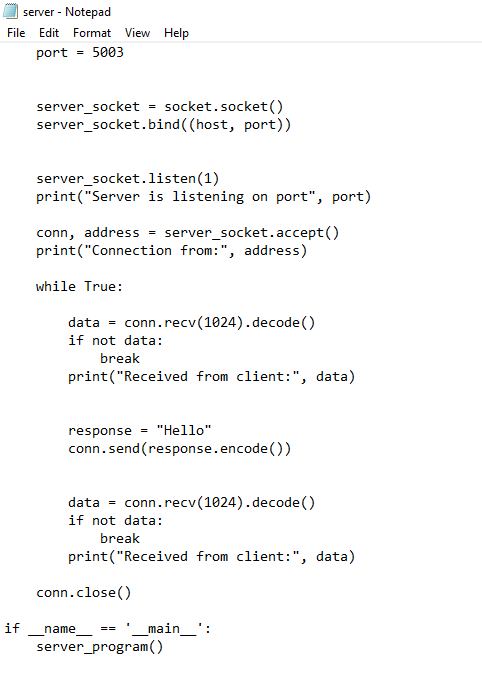 server - Notepad
File Edit Format View Help
    port = 5003
    server_socket = socket.socket()
    server_socket.bind((host, port))
    server_socket.listen(1)
    print("Server is listening on port", port)
    conn, address = server_socket.accept()
    print("Connection from:", address)
    while True:
        data = conn.recv(1024).decode()
        if not data:
            break
        print("Received from client:", data)
        response = "Hello"
        conn.send(response.encode())
        data = conn.recv(1024).decode()
        if not data:
            break
        print("Received from client:", data)
    conn.close()
if __name__ == '__main__':
    server_program()